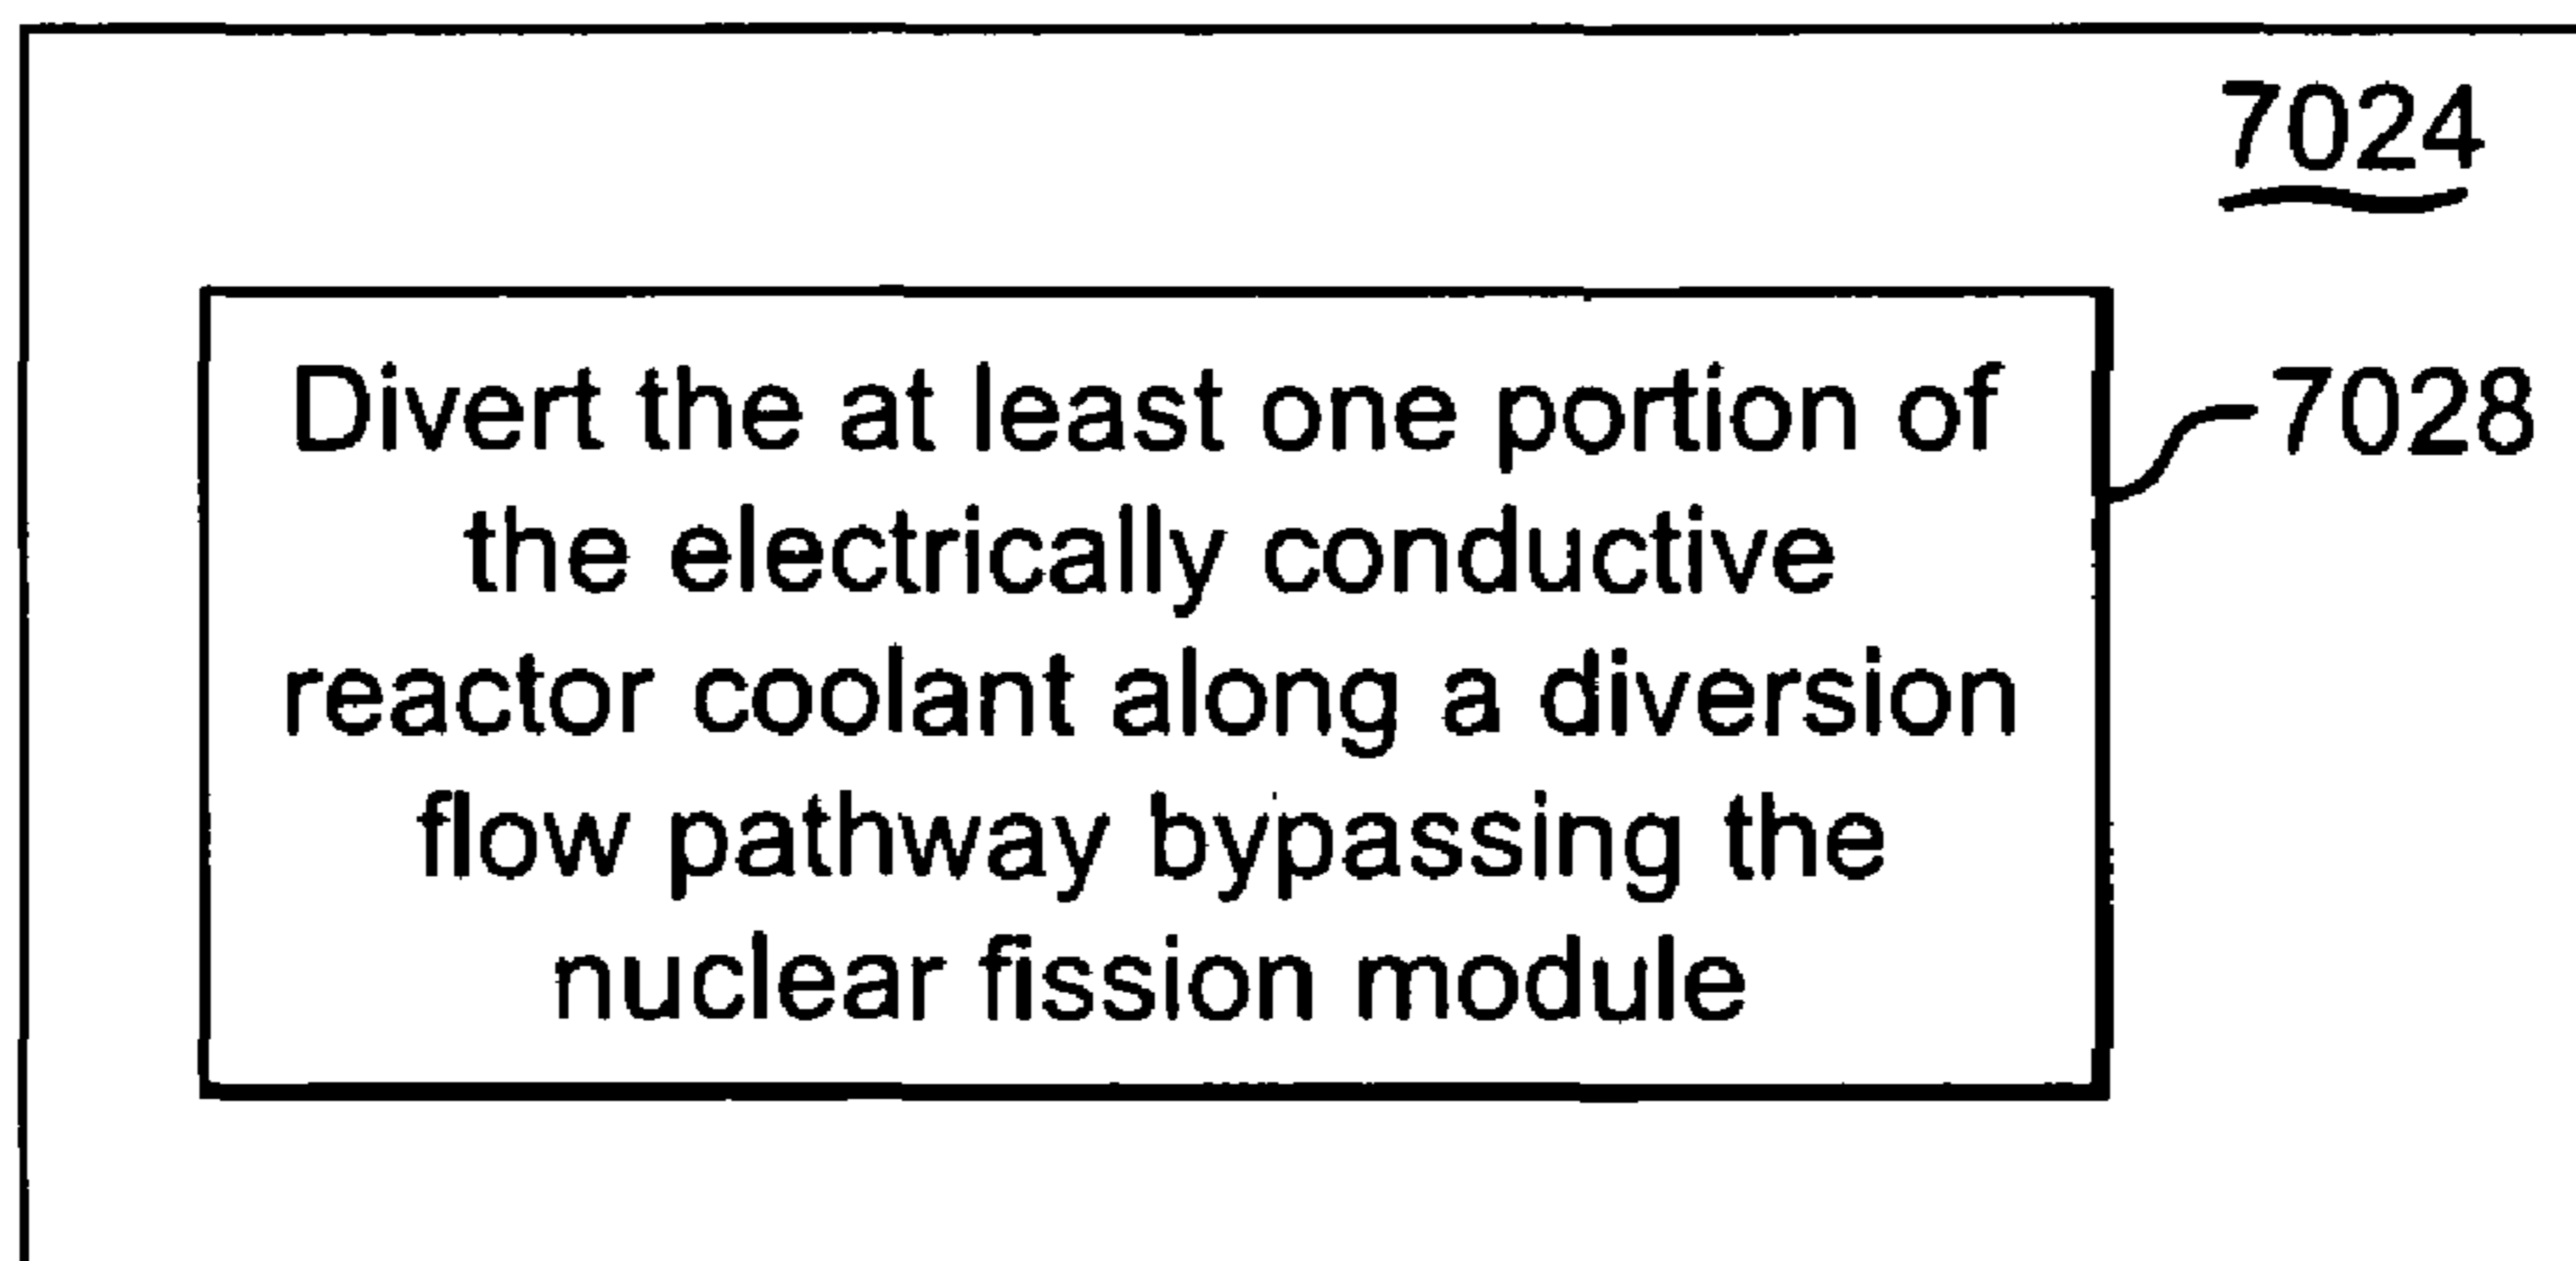 7024
Divert the at least one portion of
the electrically conductive
reactor coolant along a diversion
flow pathway bypassing the
nuclear fission module
7028